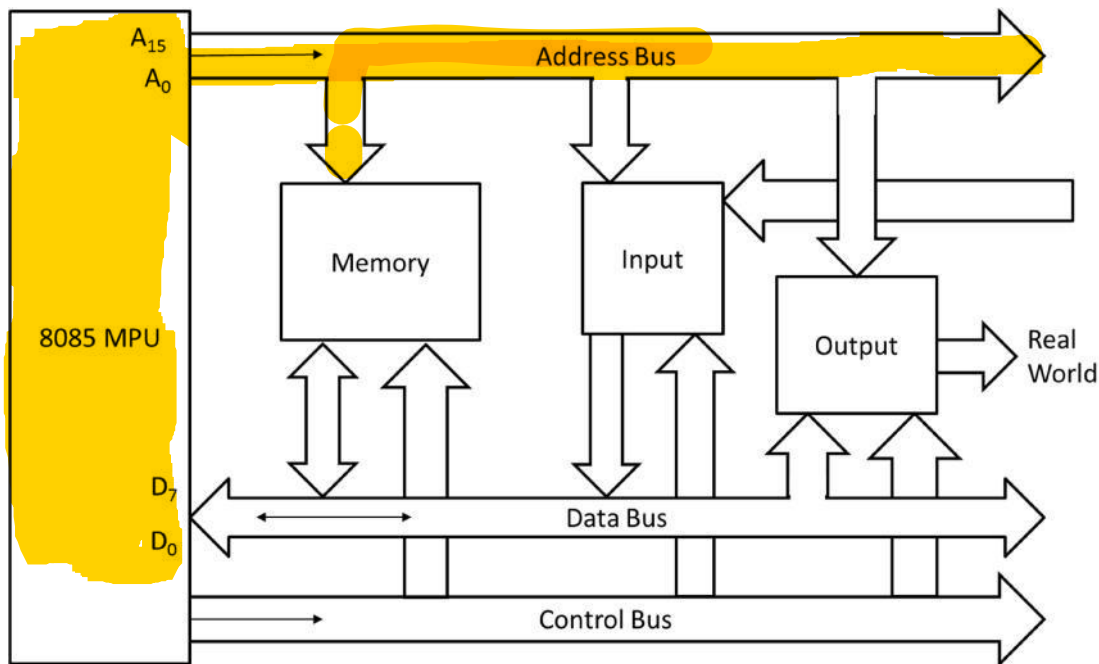 A15
Address Bus
A0
Memory
Input
8085 MPU
Output
Real
World
D7
Data Bus
D0
Control Bus